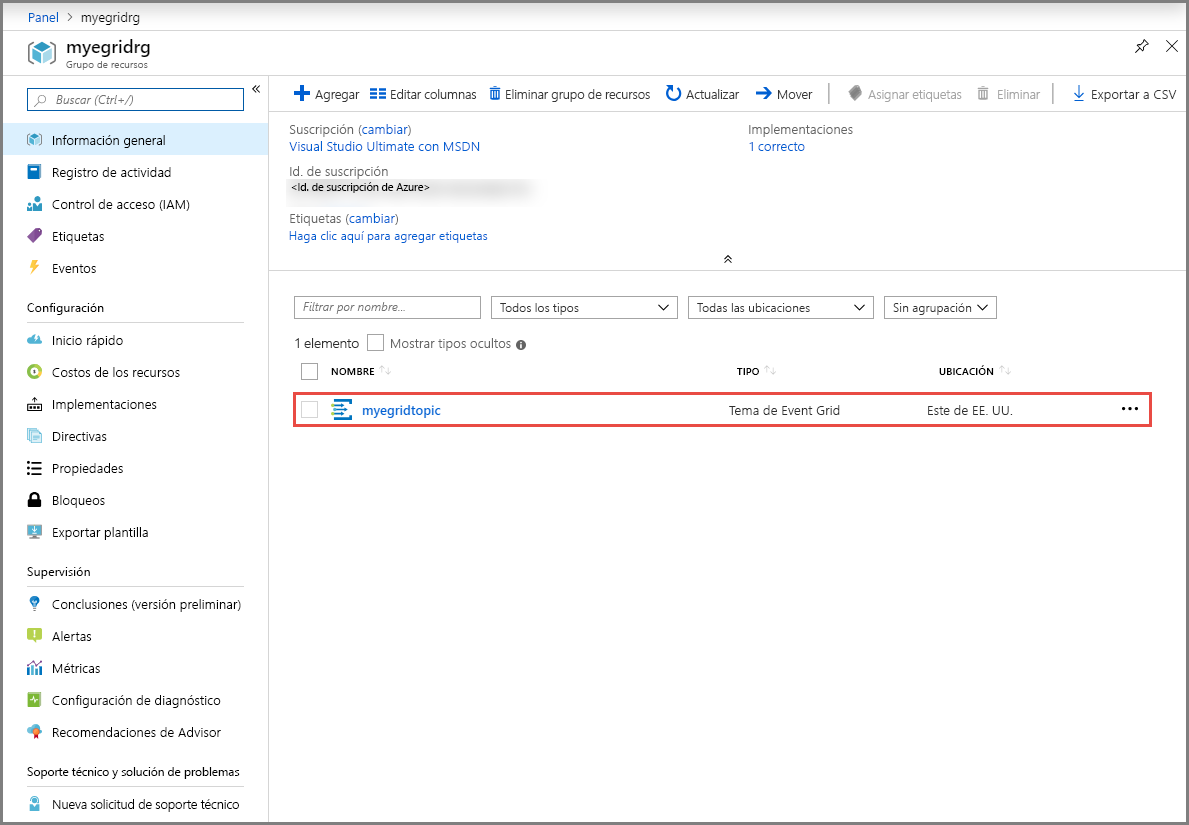 Panel > myegridrg
myegridrg
Grupo de recursos
Buscar (Ctrl+/)
Información general
Registro de actividad
Control de acceso (IAM)
Etiquetas
Eventos
Configuración
Inicio rápido
Costos de los recursos
Implementaciones
Directivas
Propiedades
Bloqueos
Exportar plantilla
Supervisión
Conclusiones (versión preliminar)
Alertas
Métricas
Configuración de diagnóstico
Recomendaciones de Advisor
Soporte técnico y solución de problemas
Nueva solicitud de soporte técnico
Agregar Editar columnas Eliminar grupo de recursos Actualizar Mover Asignar etiquetas Eliminar Exportar a CSV
Suscripción (cambiar)
Visual Studio Ultimate con MSDN
Implementaciones
1 correcto
Id. de suscripción
<Id. de suscripción de Azure>
Etiquetas (cambiar)
Haga clic aquí para agregar etiquetas
Filtrar por nombre... Todos los tipos Todas las ubicaciones Sin agrupación
1 elemento Mostrar tipos ocultos
NOMBRE TIPO UBICACIÓN
myegridtopic Tema de Event Grid Este de EE. UU.